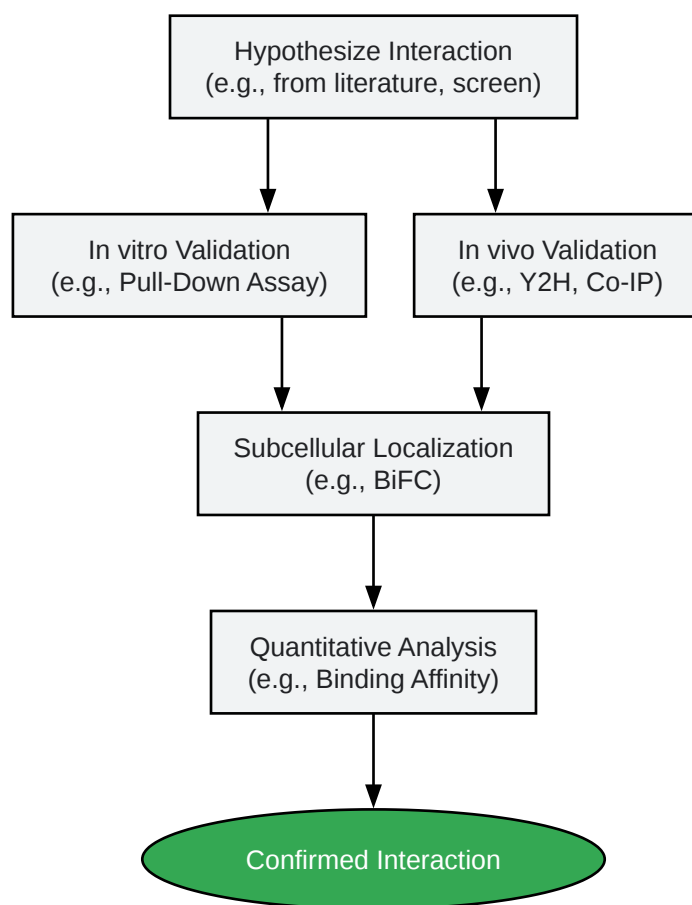 Hypothesize Interaction
(e.g., from literature, screen)
In vitro Validation
(e.g., Pull-Down Assay)
In vivo Validation
(e.g., Y2H, Co-IP)
Subcellular Localization
(e.g., BiFC)
Quantitative Analysis
(e.g., Binding Affinity)
Confirmed Interaction